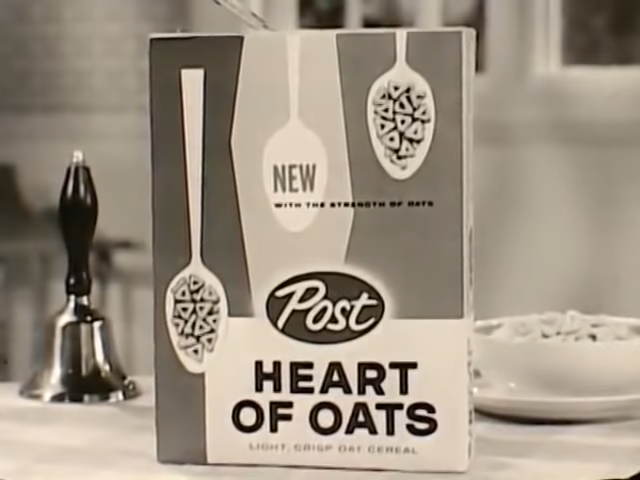 NEW
WITH THE STRENGTH OF OATS
Post
HEART
OF OATS
LIGHT, CRISP OAT CEREAL